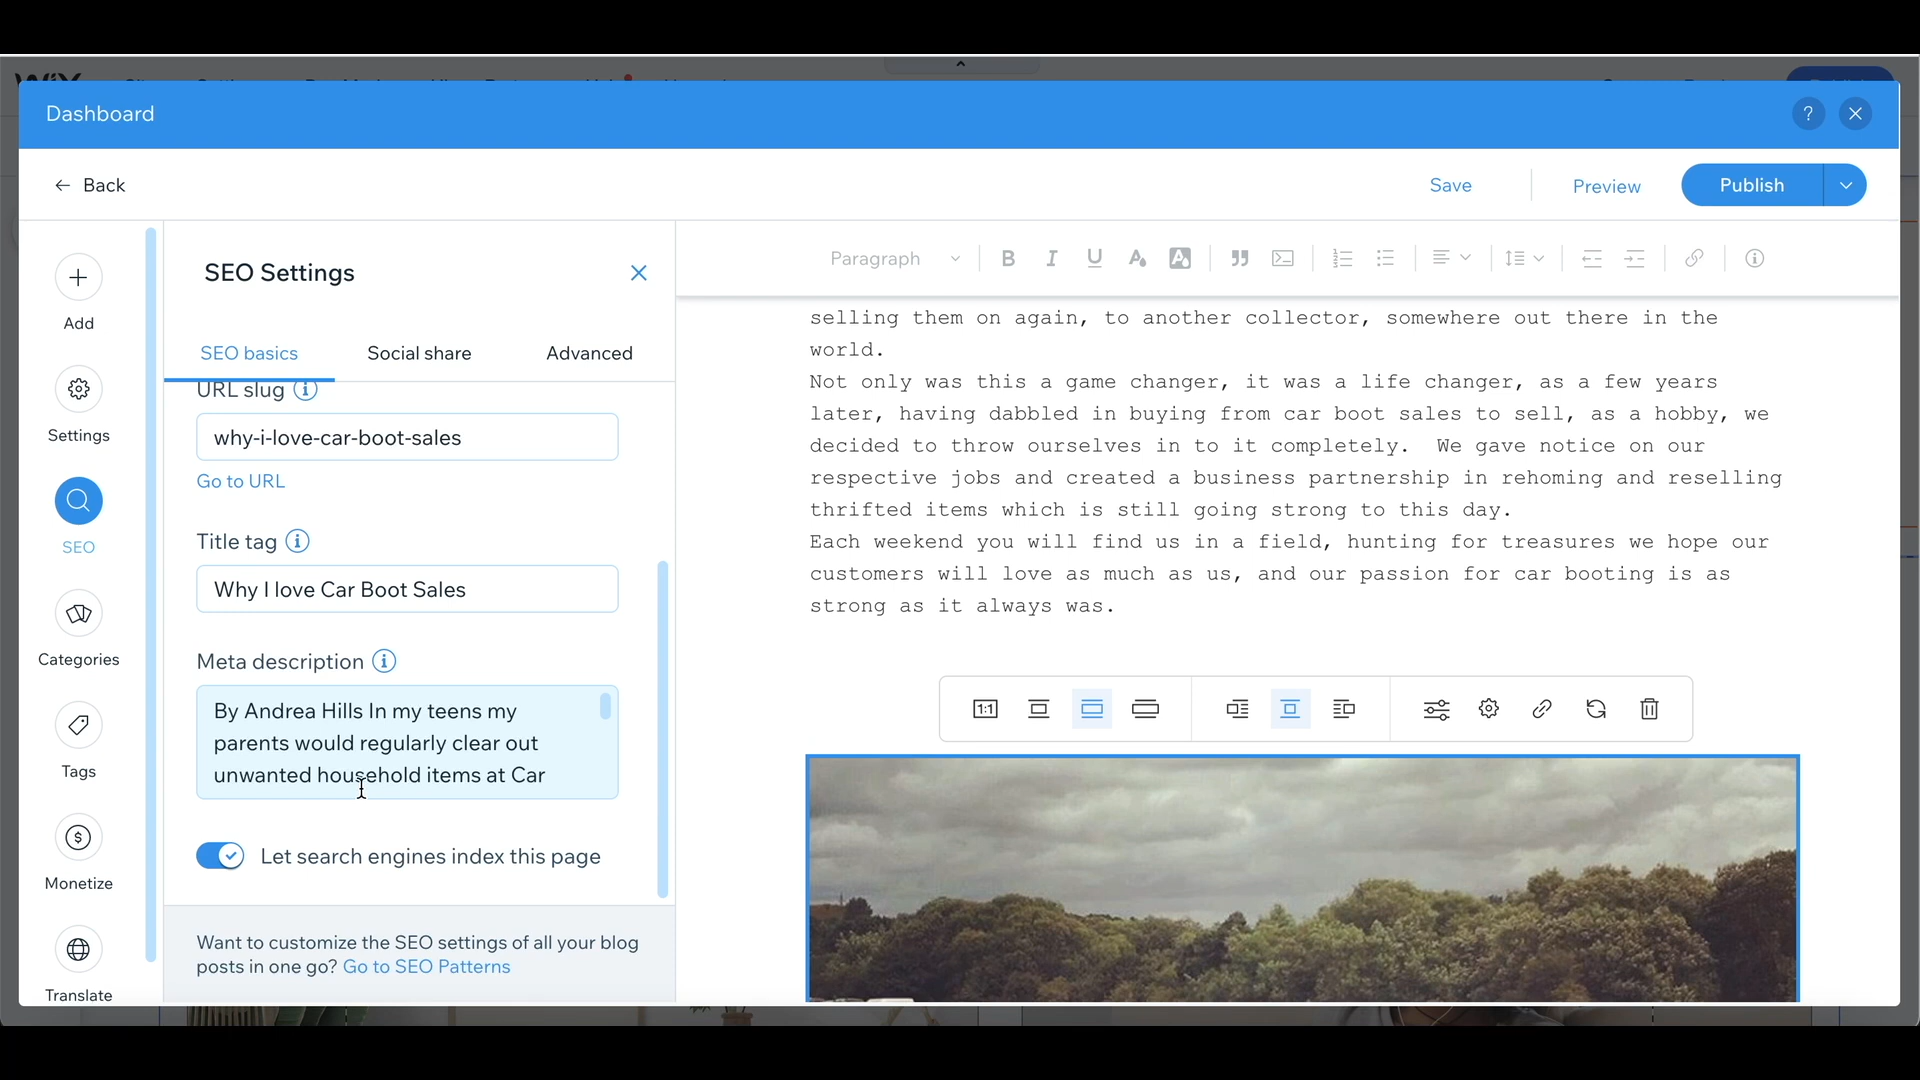 Dashboard
?
Back
Save
Preview
Publish
Add
Settings
SEO
Categories
Tags
Monetize
Translate
SEO Settings
SEO basics
Social share
Advanced
URL slug
why-i-love-car-boot-sales
Go to URL
Title tag
Why I love Car Boot Sales
Meta description
By Andrea Hills In my teens my
parents would regularly clear out
unwanted household items at Car
Let search engines index this page
Want to customize the SEO settings of all your blog
posts in one go? Go to SEO Patterns
Paragraph
B I U A A
selling them on again, to another collector, somewhere out there in the
world.
Not only was this a game changer, it was a life changer, as a few years
later, having dabbled in buying from car boot sales to sell, as a hobby, we
decided to throw ourselves in to it completely.  We gave notice on our
respective jobs and created a business partnership in rehoming and reselling
thrifted items which is still going strong to this day.
Each weekend you will find us in a field, hunting for treasures we hope our
customers will love as much as us, and our passion for car booting is as
strong as it always was.
1:1